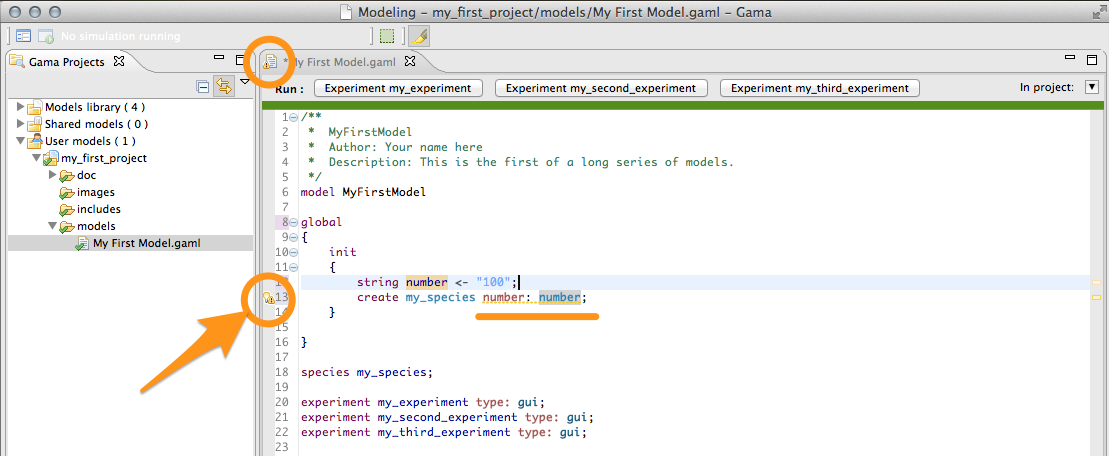 Modeling – my_first_project/models/My First Model.gaml – Gama
No simulation running
Gama Projects
*My First Model.gaml
Run :
Experiment my_experiment
Experiment my_second_experiment
Experiment my_third_experiment
In project:
Models library ( 4 )
Shared models ( 0 )
User models ( 1 )
my_first_project
doc
images
includes
models
My First Model.gaml
1 /**
2 *  MyFirstModel
3 *  Author: Your name here
4 *  Description: This is the first of a long series of models.
5 */
6 model MyFirstModel
7
8 global
9 {
10     init
11     {
12         string number <- "100";
13         create my_species number: number;
14     }
15
16 }
17
18 species my_species;
19
20 experiment my_experiment type: gui;
21 experiment my_second_experiment type: gui;
22 experiment my_third_experiment type: gui;
23